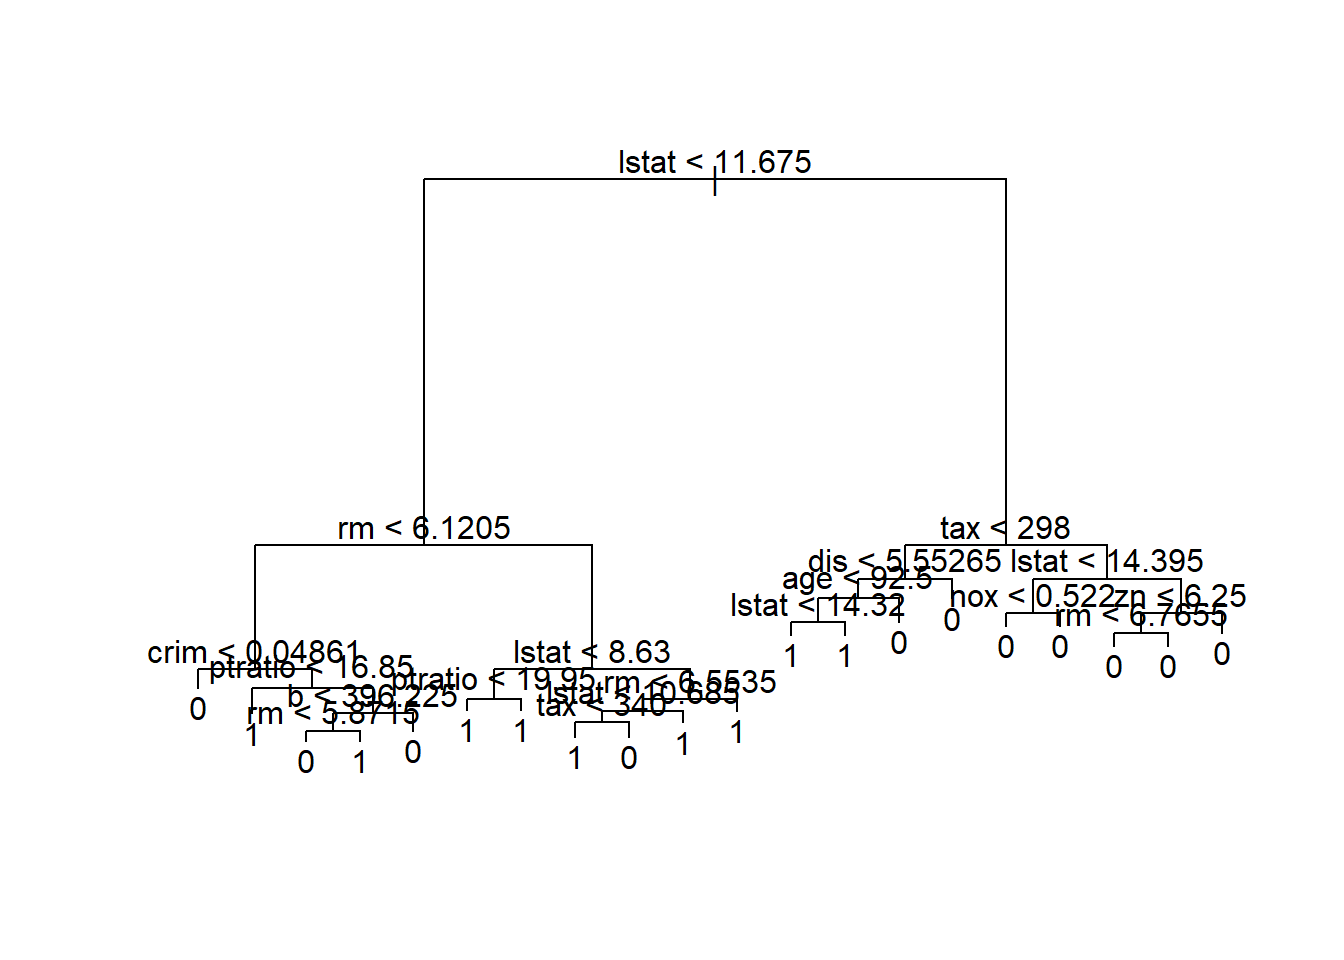 lstat < 11.675
rm < 6.1205
tax < 298
dis < 5.55265
lstat < 14.395
age < 92.5
nox < 0.522
zn < 6.25
lstat < 14.32
rm < 6.7655
1
1
0
0
0
0
0
0
0
crim < 0.04861
lstat < 8.63
ptratio < 16.85
ptratio < 19.95
rm < 6.5535
b < 396.225
lstat < 10.685
rm < 5.8715
tax < 340
0
1
0
1
0
1
1
1
0
1
1